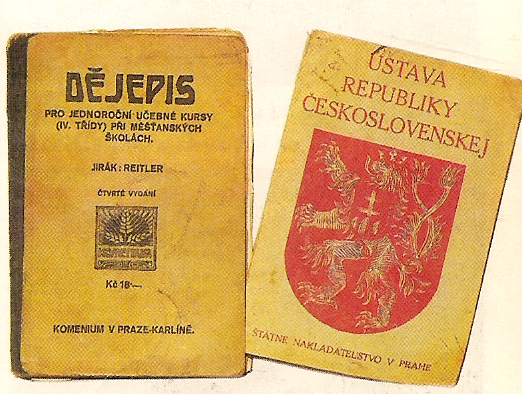 DĚJEPIS
PRO JEDNOROČNÍ UČEBNÉ KURSY
(IV. TŘÍDY) PŘI MĚŠŤANSKÝCH
ŠKOLÁCH.
JIRÁK: REITLER
ČTVRTÉ VYDÁNÍ
KOMENIUM
Kč 18·—
KOMENIUM V PRAZE-KARLÍNĚ.
ÚSTAVA
REPUBLIKY
ČESKOSLOVENSKEJ
ŠTÁTNE NAKLADATEĽSTVO V PRAHE